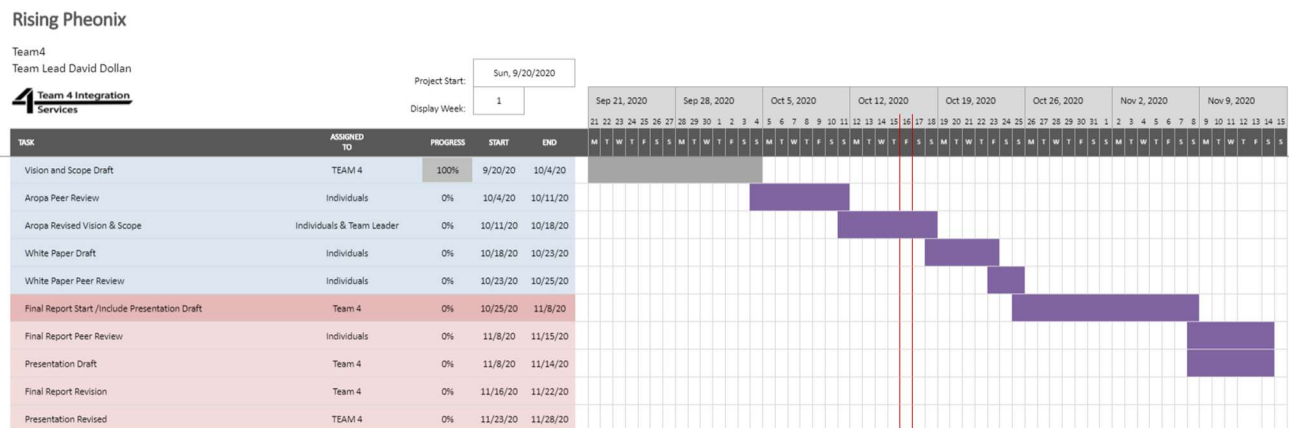 Rising Pheonix
Team4
Team Lead David Dollan
4 Team 4 Integration
Services
Project Start: Sun, 9/20/2020
Display Week: 1
Sep 21, 2020 Sep 28, 2020 Oct 5, 2020 Oct 12, 2020 Oct 19, 2020 Oct 26, 2020 Nov 2, 2020 Nov 9, 2020
21 22 23 24 25 26 27 28 29 30 1 2 3 4 5 6 7 8 9 10 11 12 13 14 15 16 17 18 19 20 21 22 23 24 25 26 27 28 29 30 31 1 2 3 4 5 6 7 8 9 10 11 12 13 14 15
TASK ASSIGNED TO PROGRESS START END M T W T F S S M T W T F S S M T W T F S S M T W T F S S M T W T F S S M T W T F S S M T W T F S S M T W T F S S
Vision and Scope Draft TEAM 4 100% 9/20/20 10/4/20
Aropa Peer Review Individuals 0% 10/4/20 10/11/20
Aropa Revised Vision & Scope Individuals & Team Leader 0% 10/11/20 10/18/20
White Paper Draft Individuals 0% 10/18/20 10/23/20
White Paper Peer Review Individuals 0% 10/23/20 10/25/20
Final Report Start /Include Presentation Draft Team 4 0% 10/25/20 11/8/20
Final Report Peer Review Individuals 0% 11/8/20 11/15/20
Presentation Draft Team 4 0% 11/8/20 11/14/20
Final Report Revision Team 4 0% 11/16/20 11/22/20
Presentation Revised TEAM 4 0% 11/23/20 11/28/20